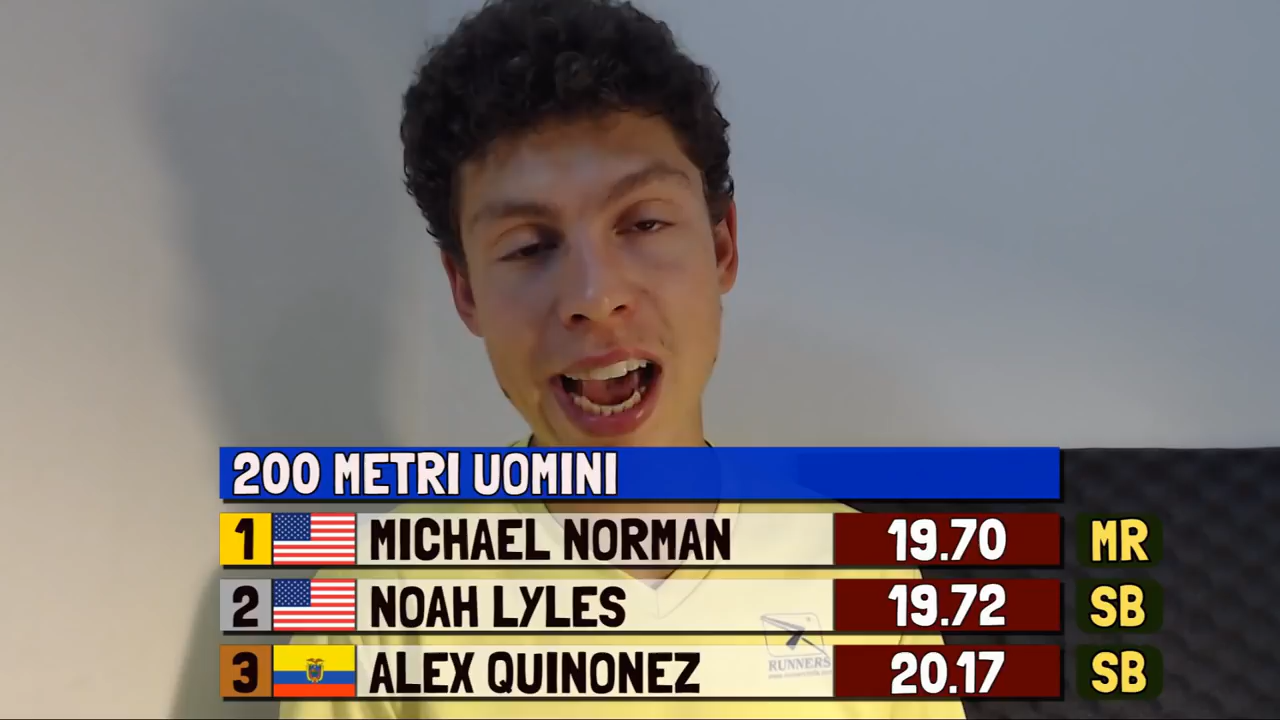 200 METRI UOMINI
1 MICHAEL NORMAN 19.70 MR
2 NOAH LYLES 19.72 SB
3 ALEX QUINONEZ 20.17 SB
RUNNERS